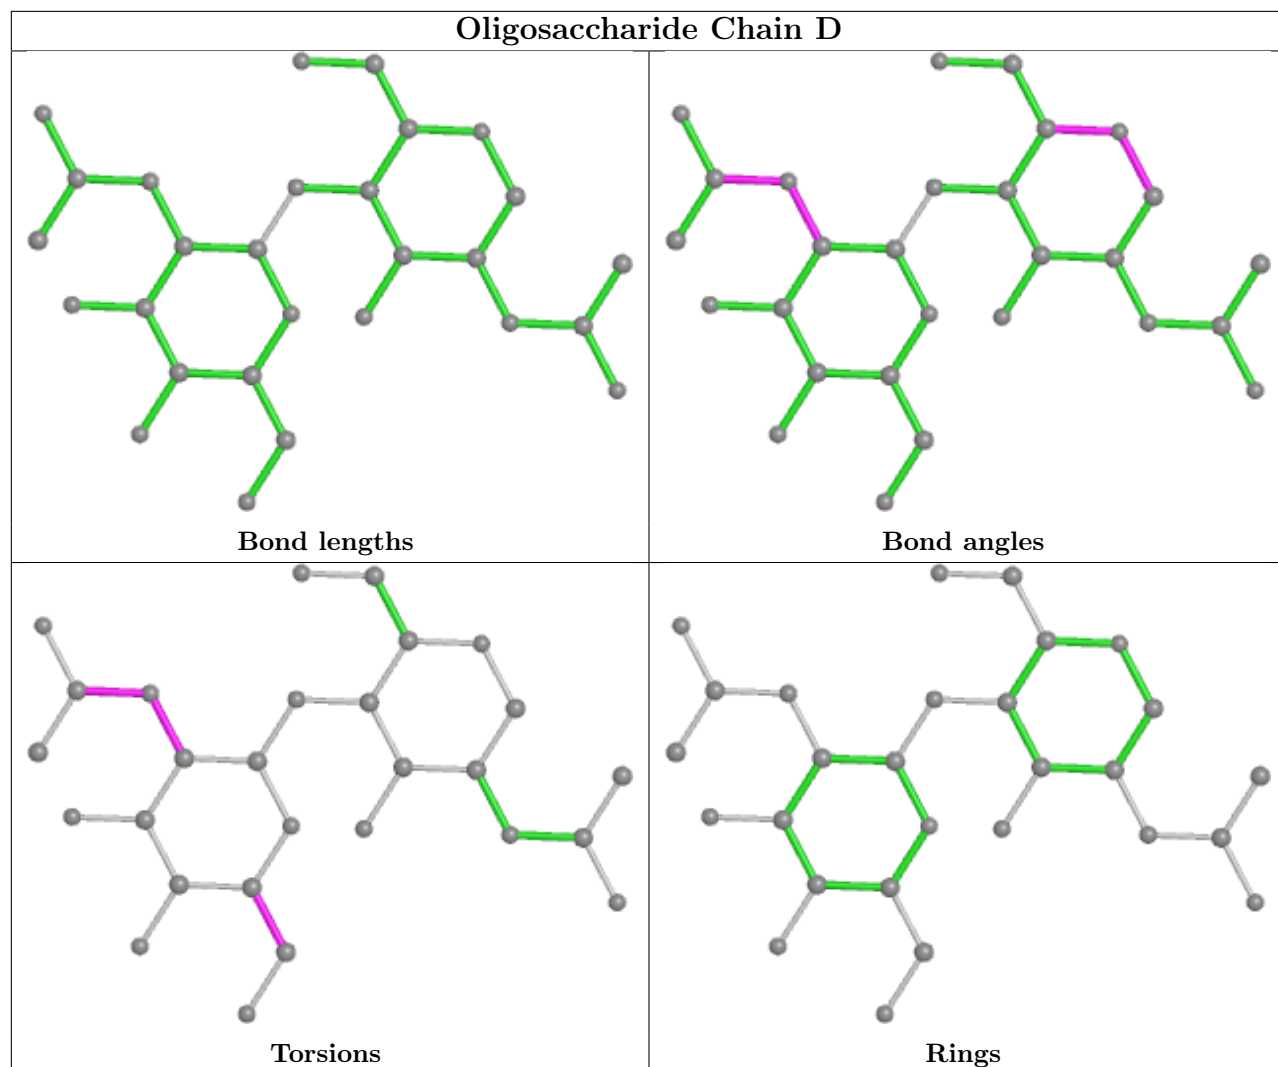 Oligosaccharide Chain D
Bond lengths
Bond angles
Torsions
Rings